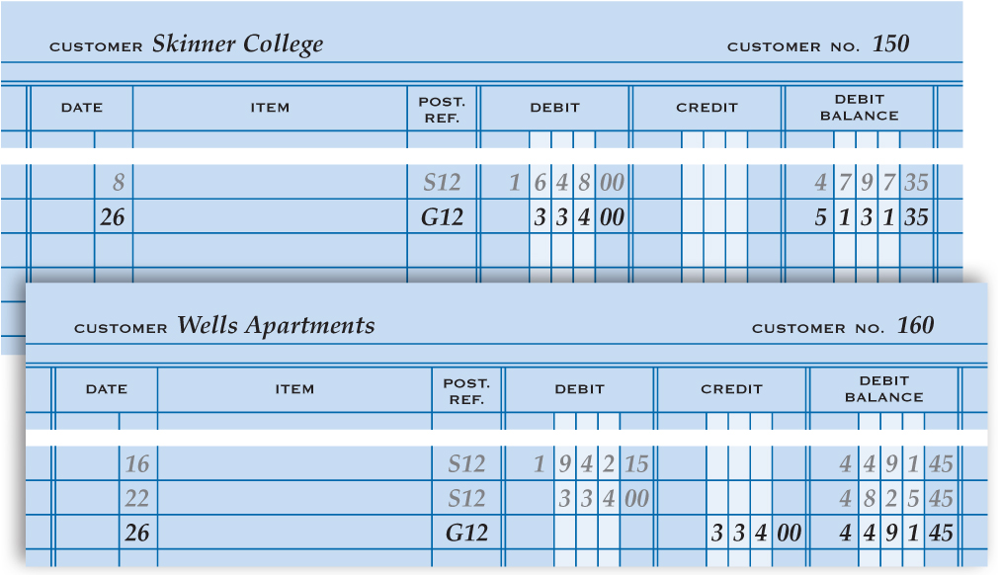 CUSTOMER Skinner College CUSTOMER NO. 150
DATE ITEM POST. REF. DEBIT CREDIT DEBIT BALANCE
8 S12 1 6 4 8 00 4 7 9 7 35
26 G12 3 3 4 00 5 1 3 1 35
CUSTOMER Wells Apartments CUSTOMER NO. 160
DATE ITEM POST. REF. DEBIT CREDIT DEBIT BALANCE
16 S12 1 9 4 2 15 4 4 9 1 45
22 S12 3 3 4 00 4 8 2 5 45
26 G12 3 3 4 00 4 4 9 1 45